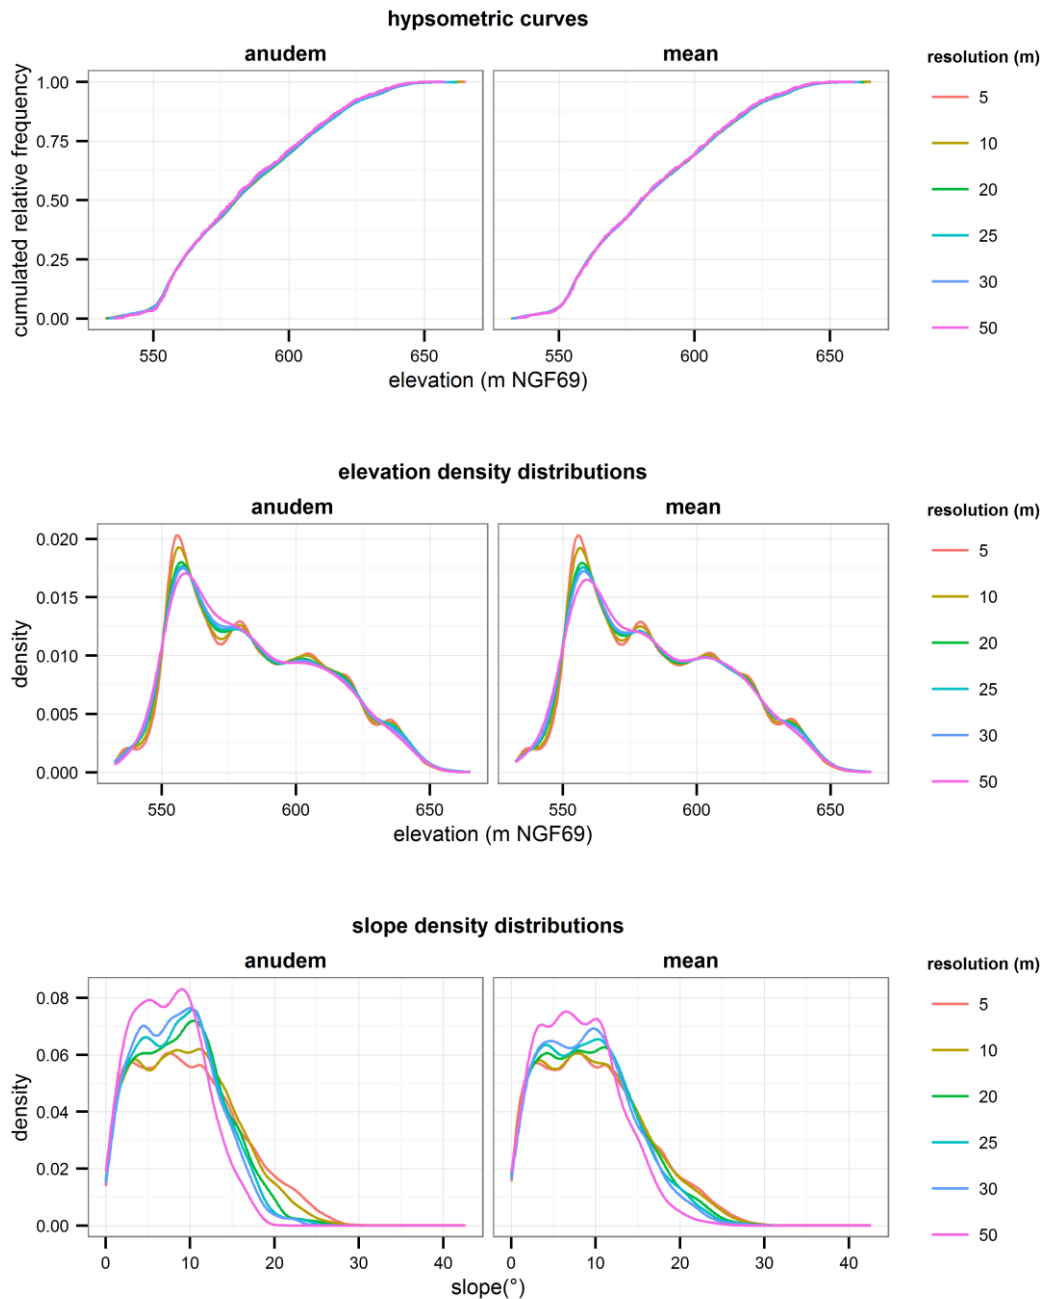 hypsometric curves
anudem mean resolution (m)
cumulated relative frequency
1.00
0.75
0.50
0.25
0.00
550 600 650 550 600 650
elevation (m NGF69)
5
10
20
25
30
50
elevation density distributions
anudem mean resolution (m)
density
0.020
0.015
0.010
0.005
0.000
550 600 650 550 600 650
elevation (m NGF69)
5
10
20
25
30
50
slope density distributions
anudem mean resolution (m)
density
0.08
0.06
0.04
0.02
0.00
0 10 20 30 40 0 10 20 30 40
slope(°)
5
10
20
25
30
50